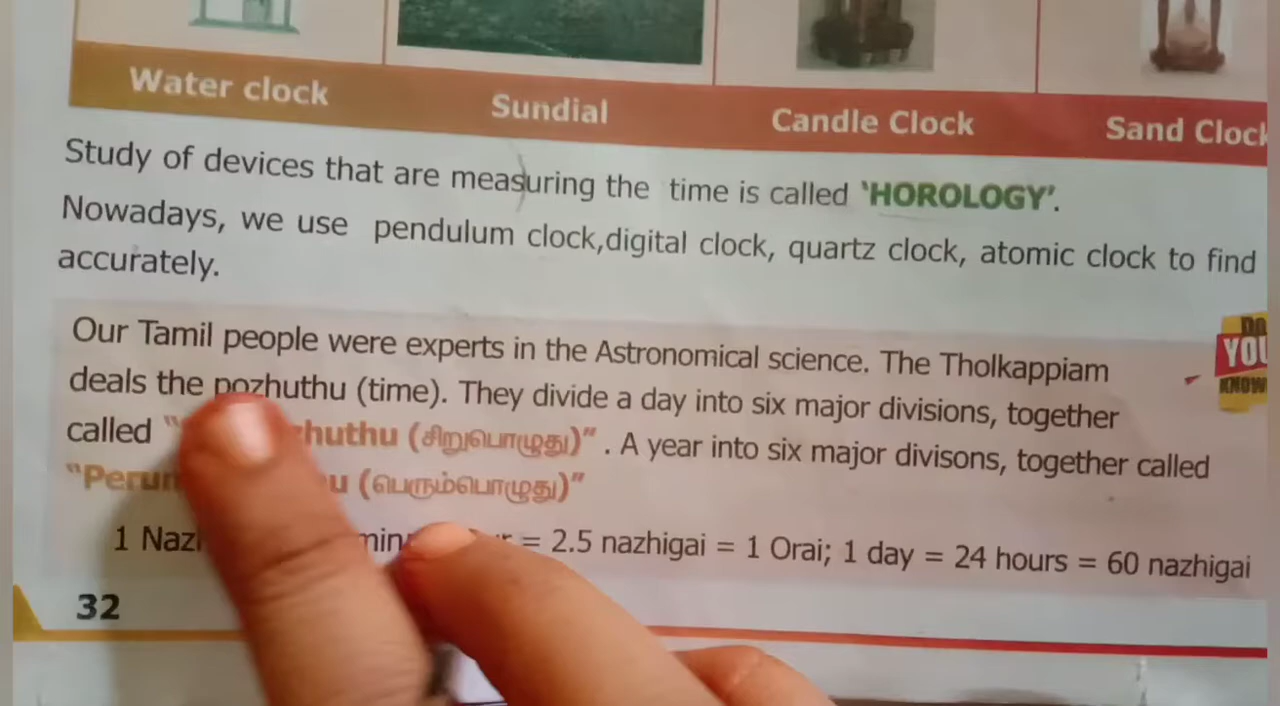 Water clock
Sundial
Candle Clock
Sand Clock
Study of devices that are measuring the time is called 'HOROLOGY'.
Nowadays, we use pendulum clock,digital clock, quartz clock, atomic clock to find
accurately.
Our Tamil people were experts in the Astronomical science. The Tholkappiam
deals the pozhuthu (time). They divide a day into six major divisions, together
called (சிறுபொழுது)" . A year into six major divisons, together called
(பெரும்பொழுது)"
1 = 2.5 nazhigai = 1 Orai; 1 day = 24 hours = 60 nazhigai
DO
YOU
KNOW
32